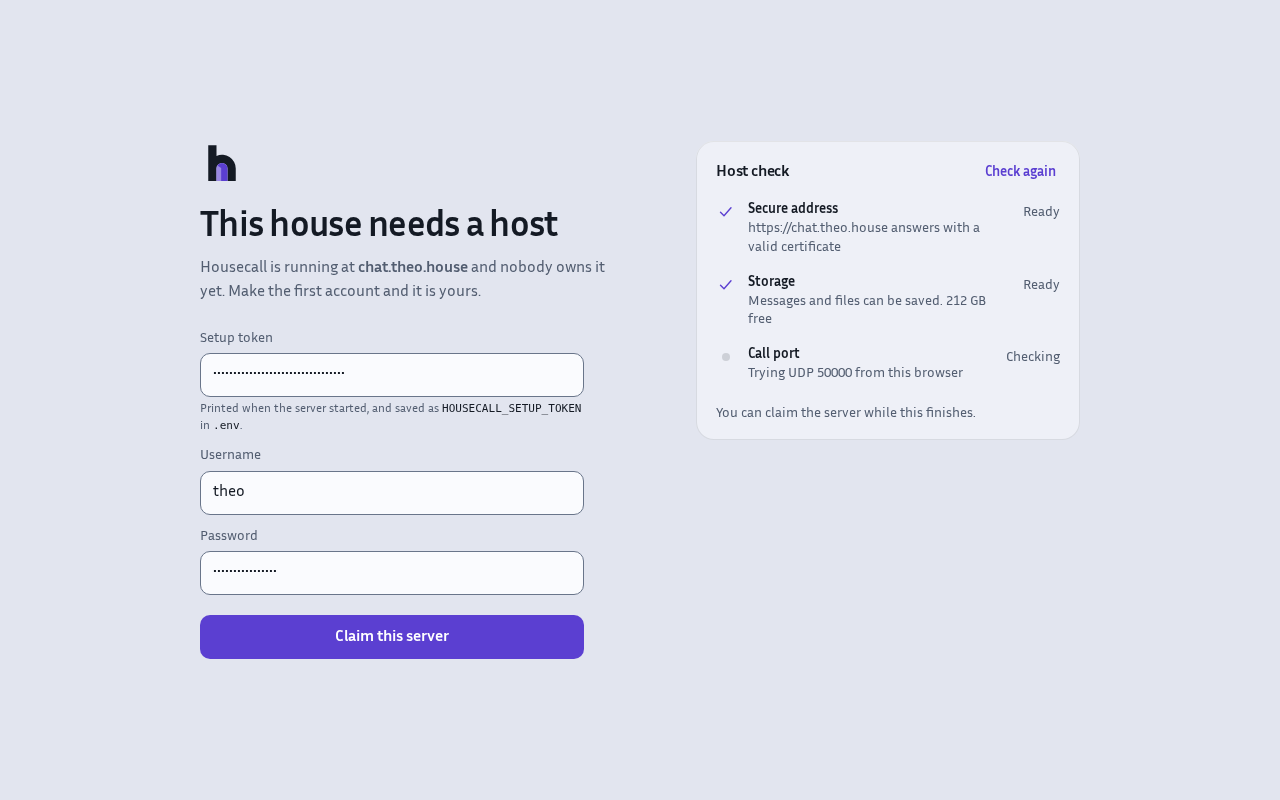 h
This house needs a host
Housecall is running at chat.theo.house and nobody owns it
yet. Make the first account and it is yours.
Setup token
•••••••••••••••••••••••••••••••••
Printed when the server started, and saved as HOUSECALL_SETUP_TOKEN
in .env.
Username
theo
Password
••••••••••••••••
Claim this server
Host check
Check again
Secure address
Ready
https://chat.theo.house answers with a
valid certificate
Storage
Ready
Messages and files can be saved. 212 GB
free
Call port
Checking
Trying UDP 50000 from this browser
You can claim the server while this finishes.